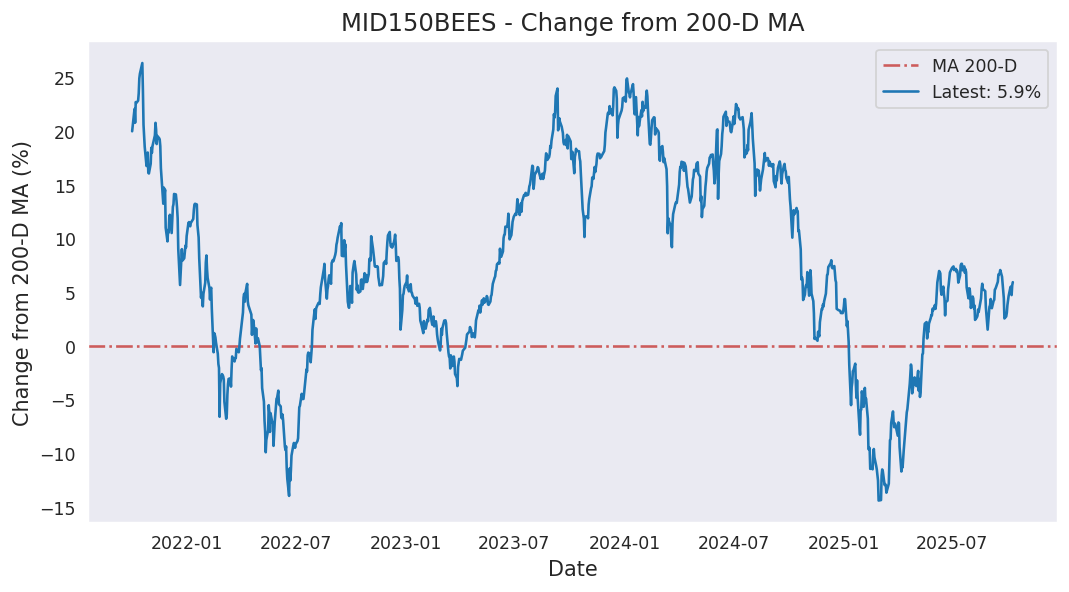 MID150BEES - Change from 200-D MA
MA 200-D
Latest: 5.9%
Change from 200-D MA (%)
25
20
15
10
5
0
−5
−10
−15
2022-01 2022-07 2023-01 2023-07 2024-01 2024-07 2025-01 2025-07
Date